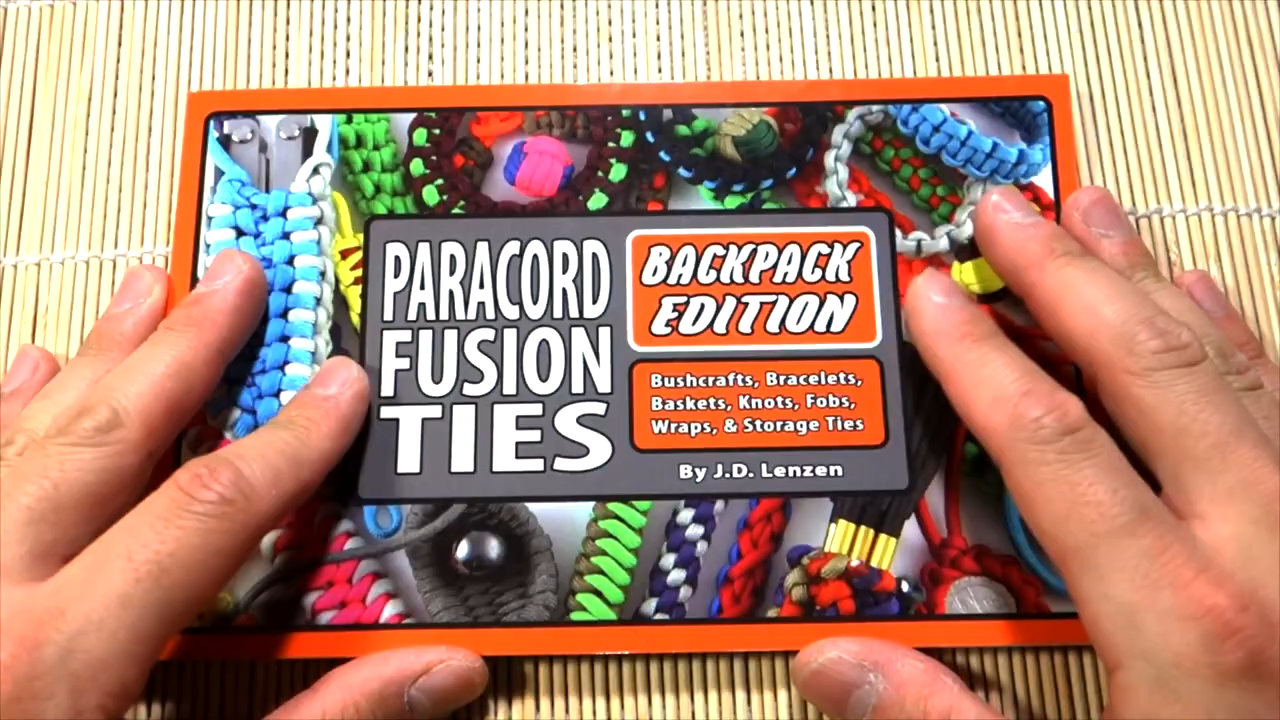 PARACORD
FUSION
TIES
BACKPACK
EDITION
Bushcrafts, Bracelets,
Baskets, Knots, Fobs,
Wraps, & Storage Ties
By J.D. Lenzen